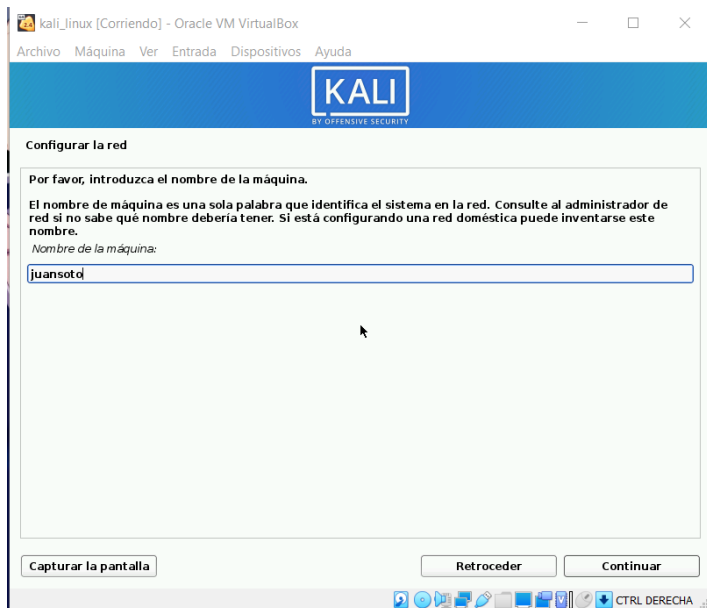 kali_linux [Corriendo] - Oracle VM VirtualBox
Archivo Máquina Ver Entrada Dispositivos Ayuda
KALI
BY OFFENSIVE SECURITY
Configurar la red
Por favor, introduzca el nombre de la máquina.
El nombre de máquina es una sola palabra que identifica el sistema en la red. Consulte al administrador de
red si no sabe qué nombre debería tener. Si está configurando una red doméstica puede inventarse este
nombre.
Nombre de la máquina:
juansoto
Capturar la pantalla
Retroceder
Continuar
CTRL DERECHA